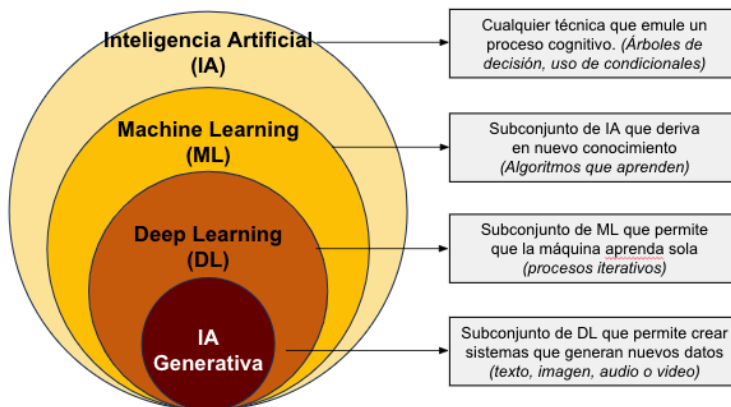 Inteligencia Artificial
(IA)
Cualquier técnica que emule un
proceso cognitivo. (Árboles de
decisión, uso de condicionales)
Machine Learning
(ML)
Subconjunto de IA que deriva
en nuevo conocimiento
(Algoritmos que aprenden)
Deep Learning
(DL)
Subconjunto de ML que permite
que la máquina aprenda sola
(procesos iterativos)
IA
Generativa
Subconjunto de DL que permite crear
sistemas que generan nuevos datos
(texto, imagen, audio o video)